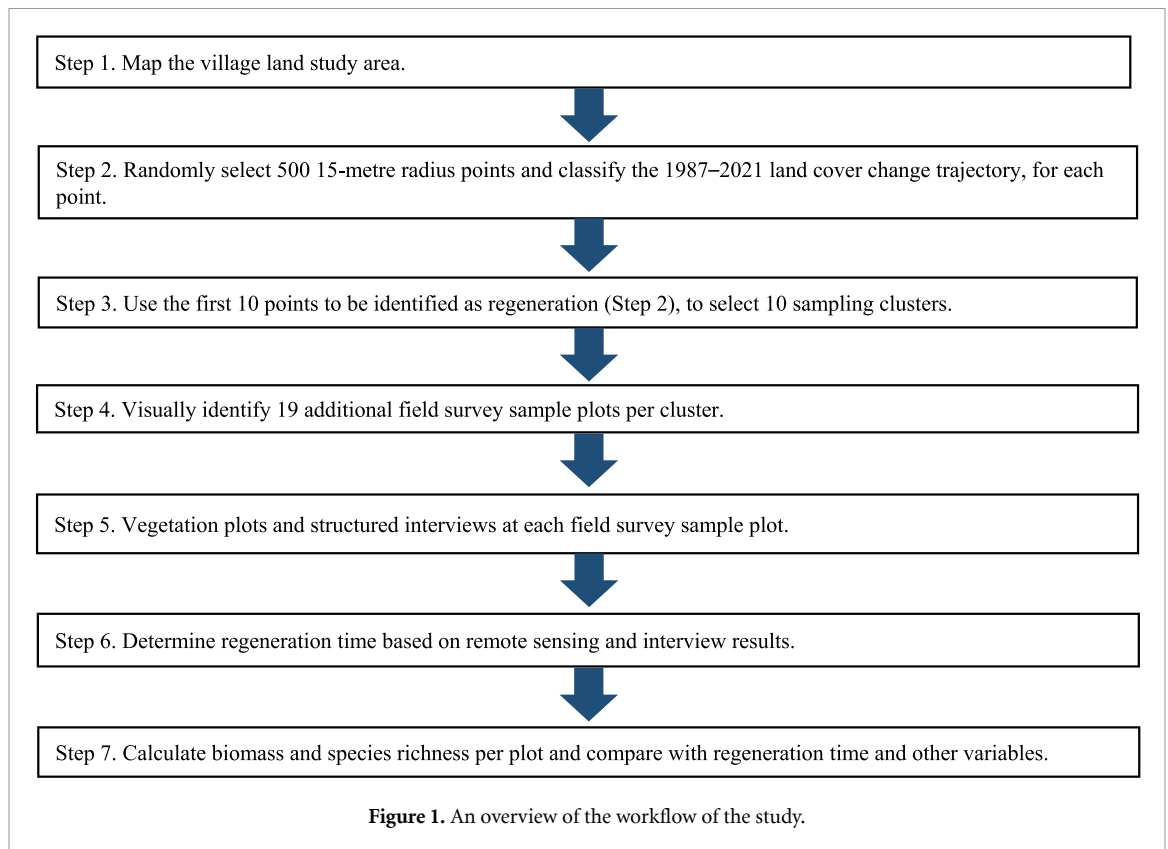 Step 1. Map the village land study area.
Step 2. Randomly select 500 15-metre radius points and classify the 1987–2021 land cover change trajectory, for each
point.
Step 3. Use the first 10 points to be identified as regeneration (Step 2), to select 10 sampling clusters.
Step 4. Visually identify 19 additional field survey sample plots per cluster.
Step 5. Vegetation plots and structured interviews at each field survey sample plot.
Step 6. Determine regeneration time based on remote sensing and interview results.
Step 7. Calculate biomass and species richness per plot and compare with regeneration time and other variables.
Figure 1. An overview of the workflow of the study.